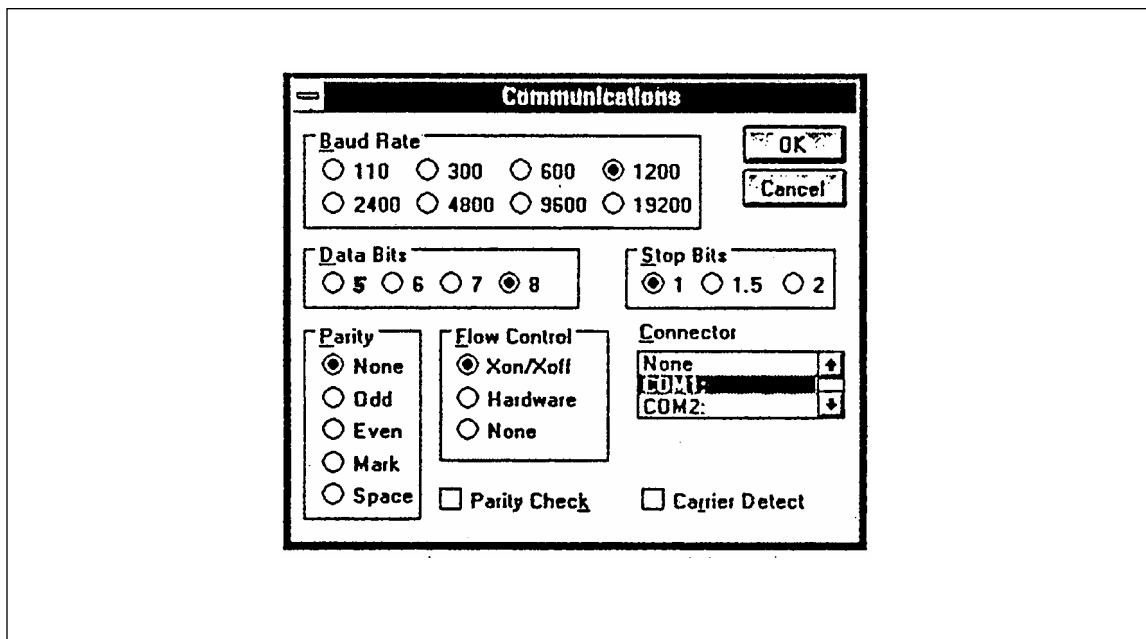 Communications
Baud Rate
110 300 600 1200
2400 4800 9600 19200
OK
Cancel
Data Bits
5 6 7 8
Stop Bits
1 1.5 2
Parity
None
Odd
Even
Mark
Space
Flow Control
Xon/Xoff
Hardware
None
Connector
None
COM1:
COM2:
Parity Check
Carrier Detect